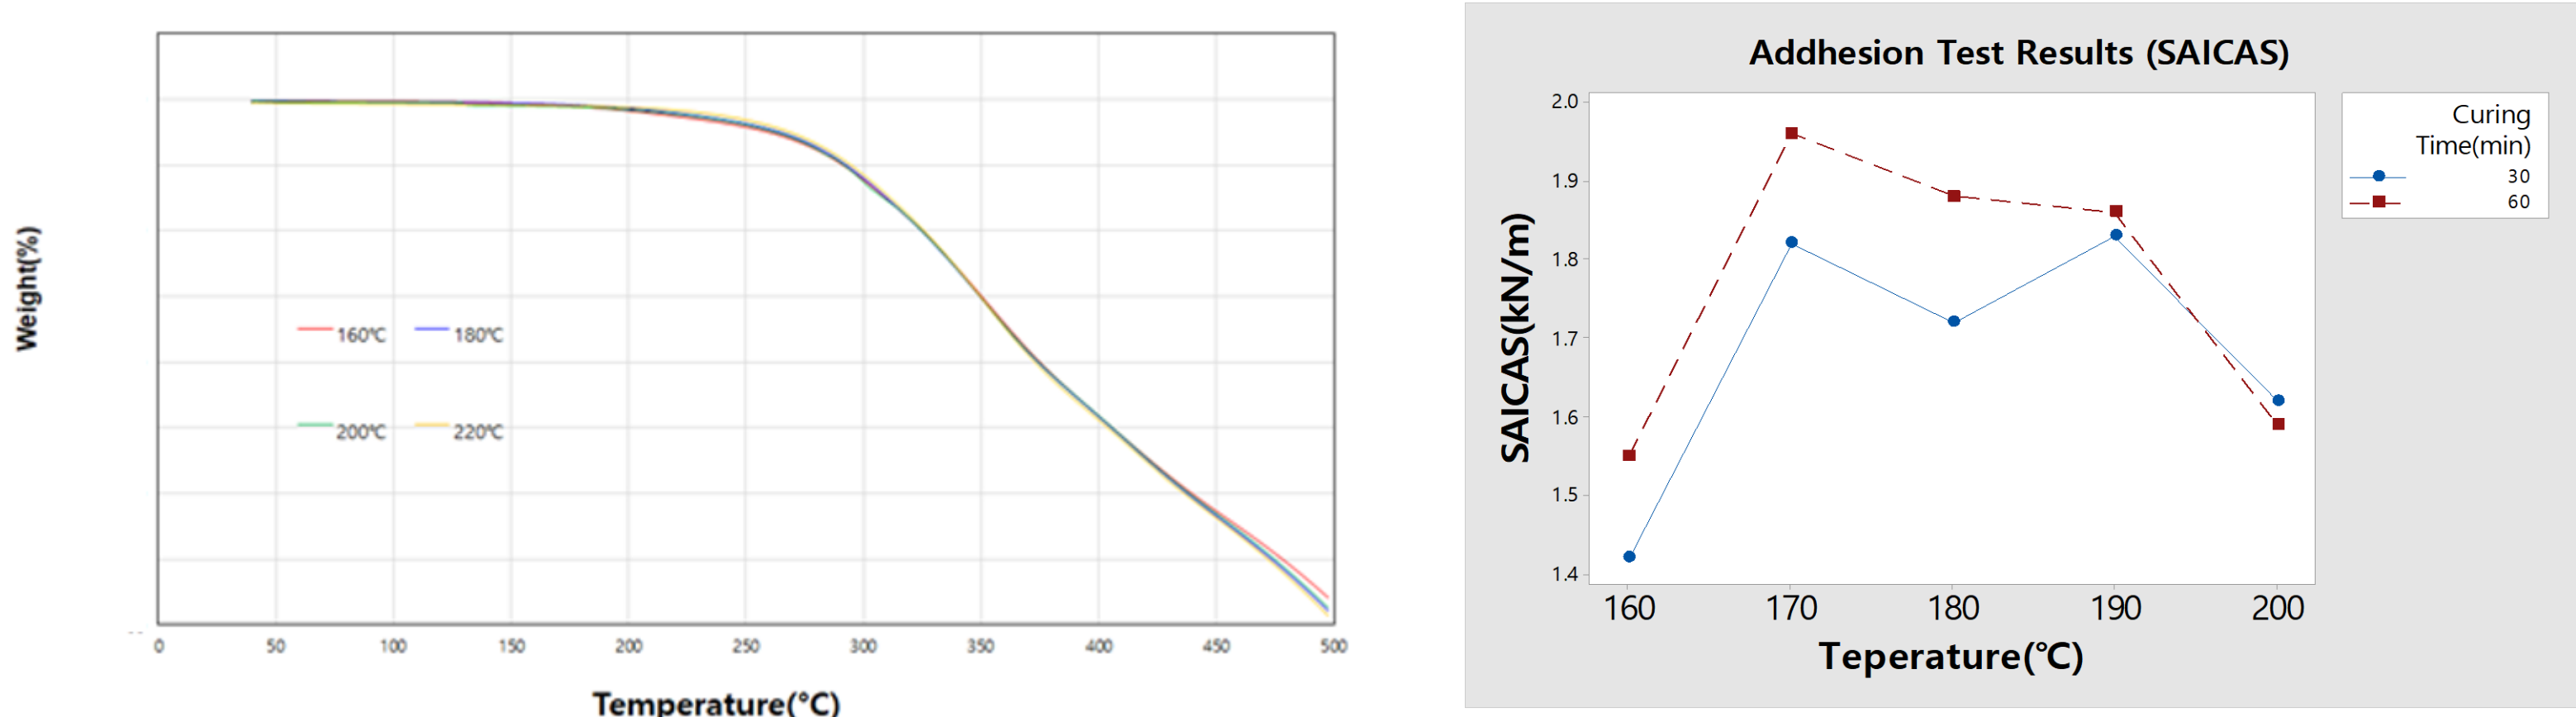 Weight(%)
160℃ 180℃
200℃ 220℃
0 50 100 150 200 250 300 350 400 450 500
Temperature(°C)
Addhesion Test Results (SAICAS)
SAICAS(kN/m)
2.0
1.9
1.8
1.7
1.6
1.5
1.4
160 170 180 190 200
Teperature(℃)
Curing
Time(min)
30
60